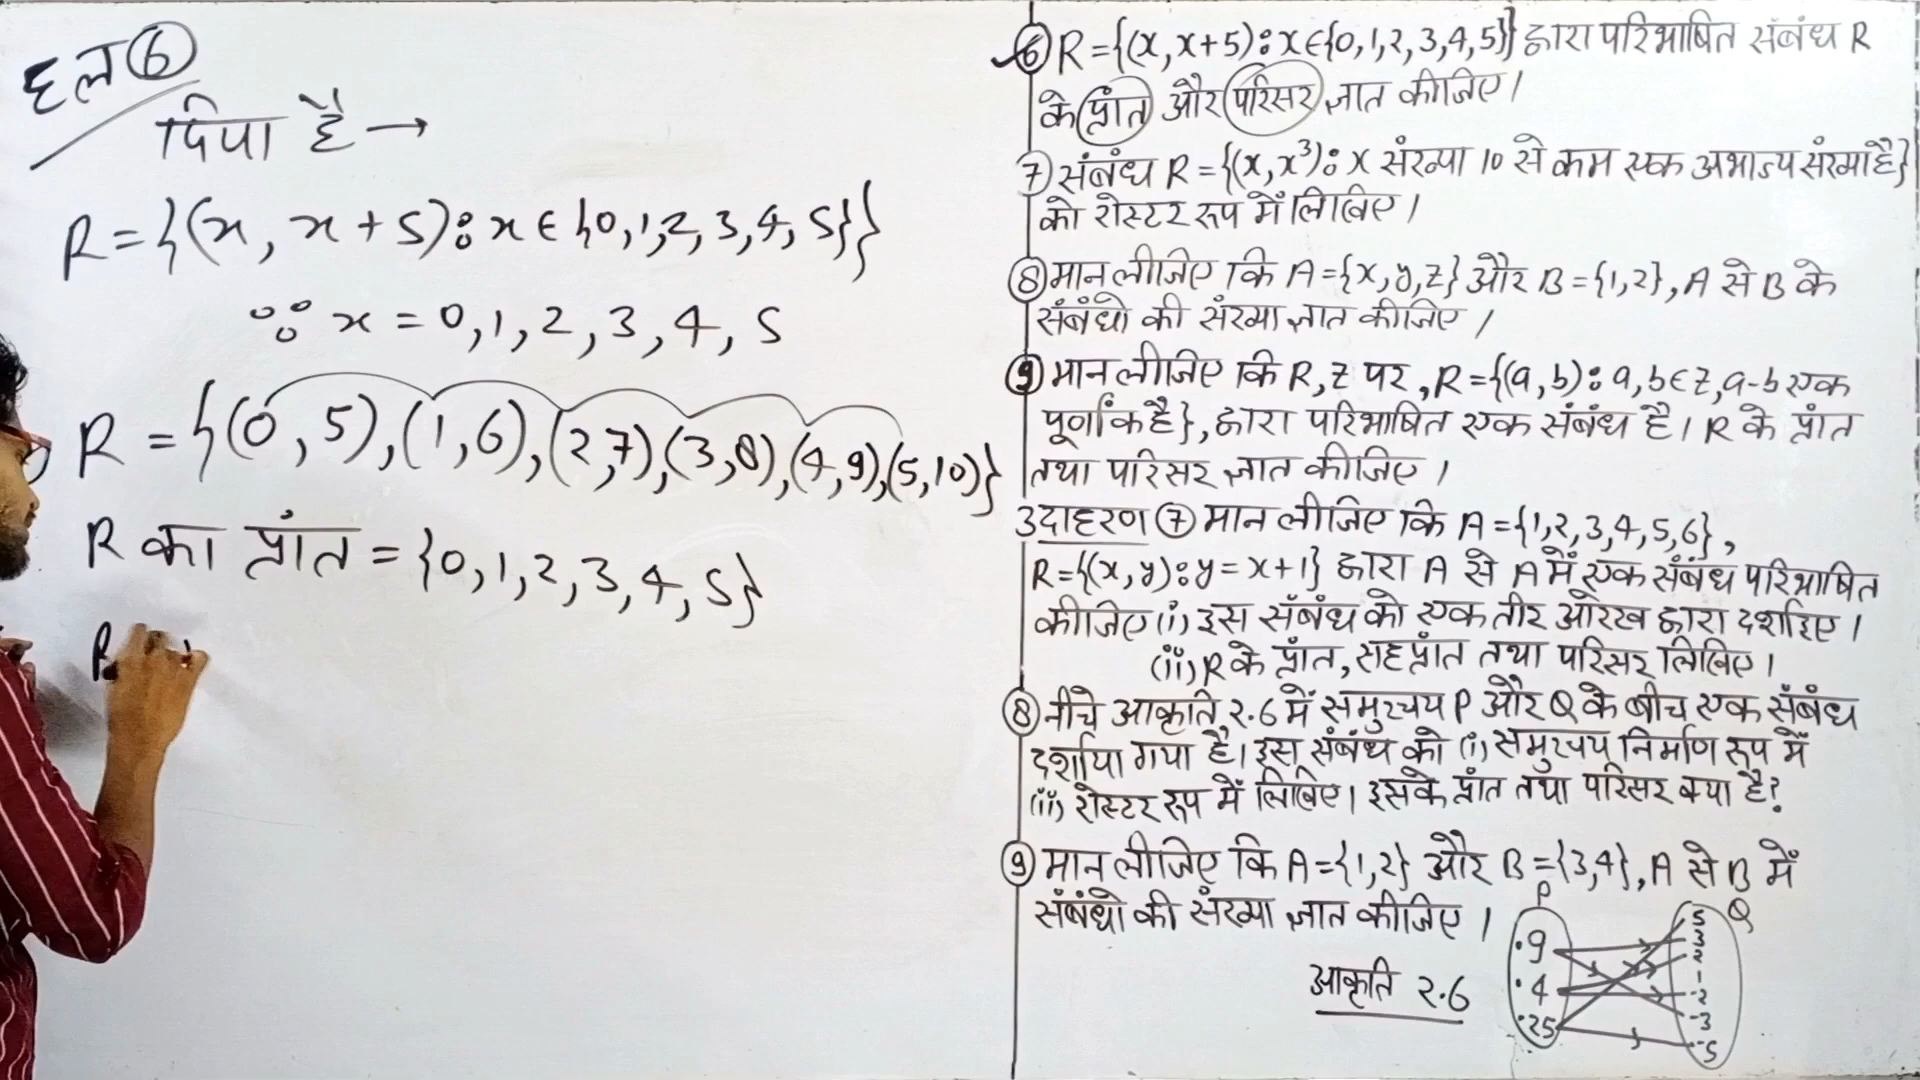 हल ⑥
दिया है →
R = {(x, x + 5) : x ∈ {0, 1, 2, 3, 4, 5}}
∵ x = 0, 1, 2, 3, 4, 5
R = {(0, 5), (1, 6), (2, 7), (3, 8), (4, 9), (5, 10)}
R का प्रांत = {0, 1, 2, 3, 4, 5}
R
⑥ R = {(x, x+5) : x ∈ {0, 1, 2, 3, 4, 5}} द्वारा परिभाषित संबंध R
के प्रांत और परिसर ज्ञात कीजिए।
⑦ संबंध R = {(x, x³) : x संख्या 10 से कम एक अभाज्य संख्या है}
को रोस्टर रूप में लिखिए।
⑧ मान लीजिए कि A = {x, y, z} और B = {1, 2}, A से B के
संबंधो की संख्या ज्ञात कीजिए।
⑨ मान लीजिए कि R, Z पर, R = {(a, b) : a, b ∈ Z, a-b एक
पूर्णांक है}, द्वारा परिभाषित एक संबंध है। R के प्रांत
तथा परिसर ज्ञात कीजिए।
उदाहरण ⑦ मान लीजिए कि A = {1, 2, 3, 4, 5, 6},
R = {(x, y) : y = x + 1} द्वारा A से A में एक संबंध परिभाषित
कीजिए (i) इस संबंध को एक तीर आरेख द्वारा दर्शाइए।
(ii) R के प्रांत, सहप्रांत तथा परिसर लिखिए।
⑧ नीचे आकृति 2.6 में समुच्चय P और Q के बीच एक संबंध
दर्शाया गया है। इस संबंध को (i) समुच्चय निर्माण रूप में
(ii) रोस्टर रूप में लिखिए। इसके प्रांत तथा परिसर क्या है?
⑨ मान लीजिए कि A = {1, 2} और B = {3, 4}, A से B में
संबंधो की संख्या ज्ञात कीजिए।
आकृति 2.6
P
.9
.4
.25
Q
5
3
2
1
-2
-3
-5